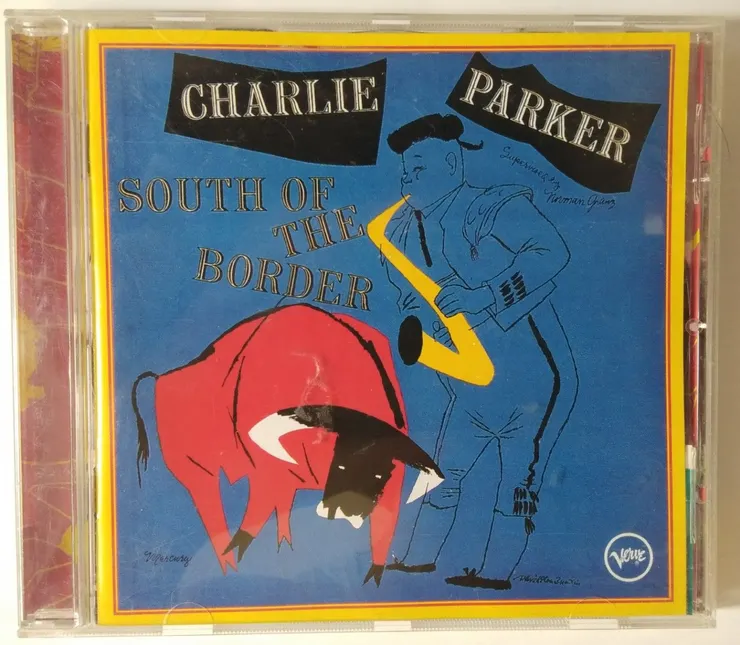 CHARLIE
PARKER
SOUTH OF
THE
BORDER
Supervised by
Norman Granz
Verve